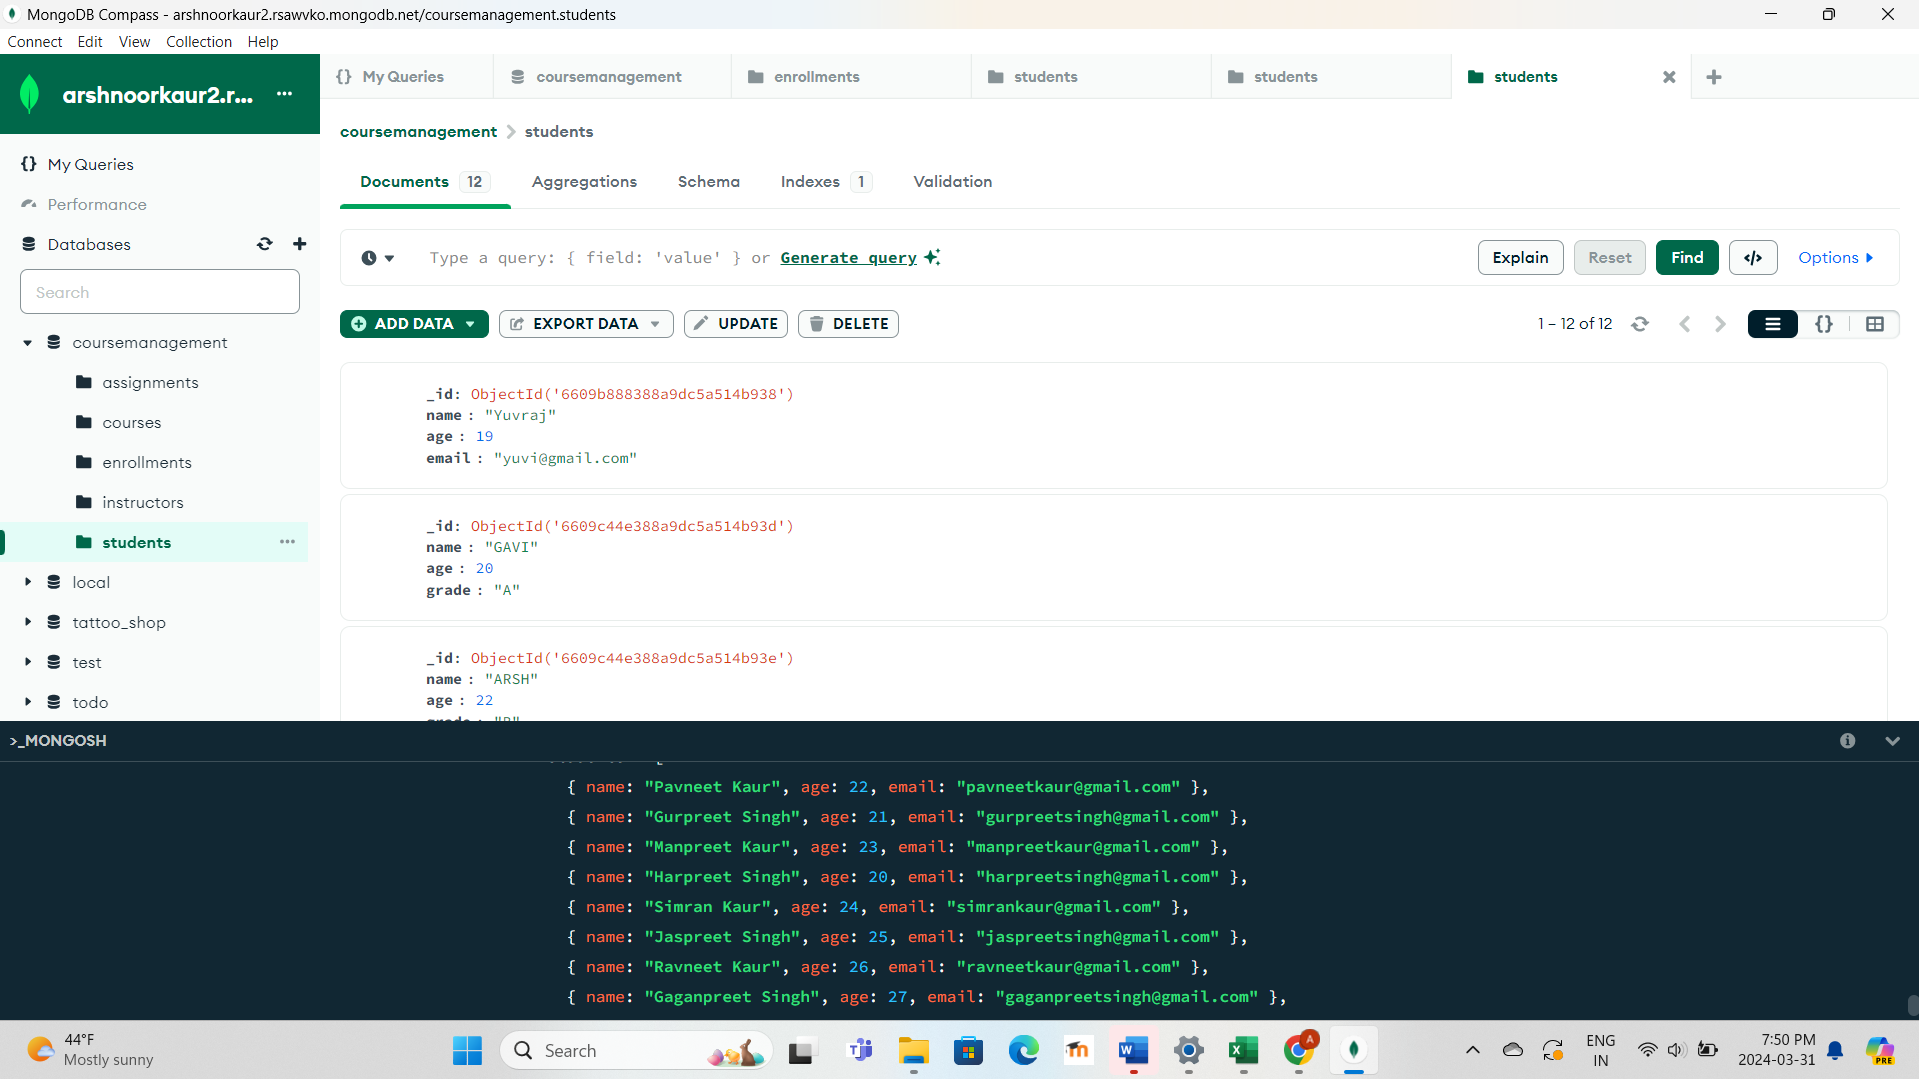 MongoDB Compass - arshnoorkaur2.rsawvko.mongodb.net/coursemanagement.students
Connect Edit View Collection Help
arshnoorkaur2.r... ...
{} My Queries
coursemanagement
enrollments
students
students
students
coursemanagement > students
My Queries
Performance
Databases
Search
coursemanagement
assignments
courses
enrollments
instructors
students ...
local
tattoo_shop
test
todo
Documents 12 Aggregations Schema Indexes 1 Validation
Type a query: { field: 'value' } or Generate query
Explain Reset Find </> Options
ADD DATA EXPORT DATA UPDATE DELETE
1 – 12 of 12
_id: ObjectId('6609b888388a9dc5a514b938')
name : "Yuvraj"
age : 19
email : "yuvi@gmail.com"
_id: ObjectId('6609c44e388a9dc5a514b93d')
name : "GAVI"
age : 20
grade : "A"
_id: ObjectId('6609c44e388a9dc5a514b93e')
name : "ARSH"
age : 22
>_MONGOSH
{ name: "Pavneet Kaur", age: 22, email: "pavneetkaur@gmail.com" },
{ name: "Gurpreet Singh", age: 21, email: "gurpreetsingh@gmail.com" },
{ name: "Manpreet Kaur", age: 23, email: "manpreetkaur@gmail.com" },
{ name: "Harpreet Singh", age: 20, email: "harpreetsingh@gmail.com" },
{ name: "Simran Kaur", age: 24, email: "simrankaur@gmail.com" },
{ name: "Jaspreet Singh", age: 25, email: "jaspreetsingh@gmail.com" },
{ name: "Ravneet Kaur", age: 26, email: "ravneetkaur@gmail.com" },
{ name: "Gaganpreet Singh", age: 27, email: "gaganpreetsingh@gmail.com" },
44°F
Mostly sunny
Search
ENG
IN
7:50 PM
2024-03-31
PRE